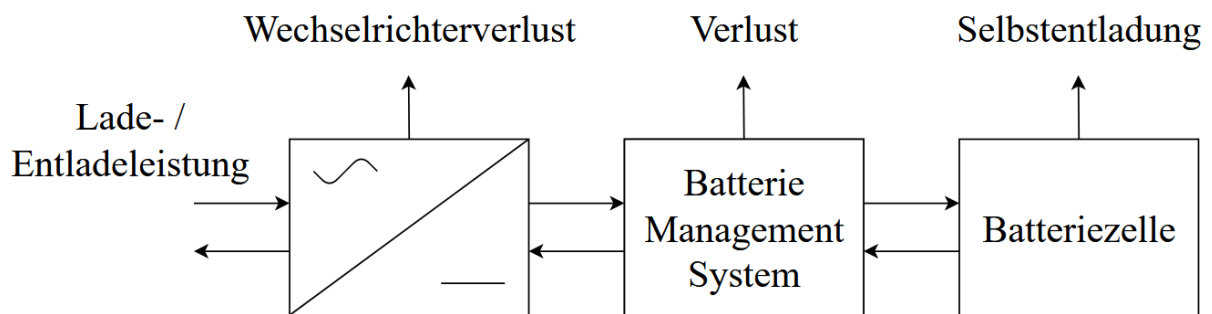 Wechselrichterverlust
Verlust
Selbstentladung
Lade- /
Entladeleistung
Batterie
Management
System
Batteriezelle